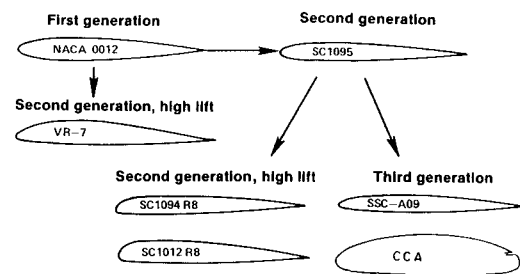 First generation
Second generation
NACA 0012
SC1095
Second generation, high lift
VR-7
Second generation, high lift
Third generation
SC1094 R8
SSC-A09
SC1012 R8
CCA